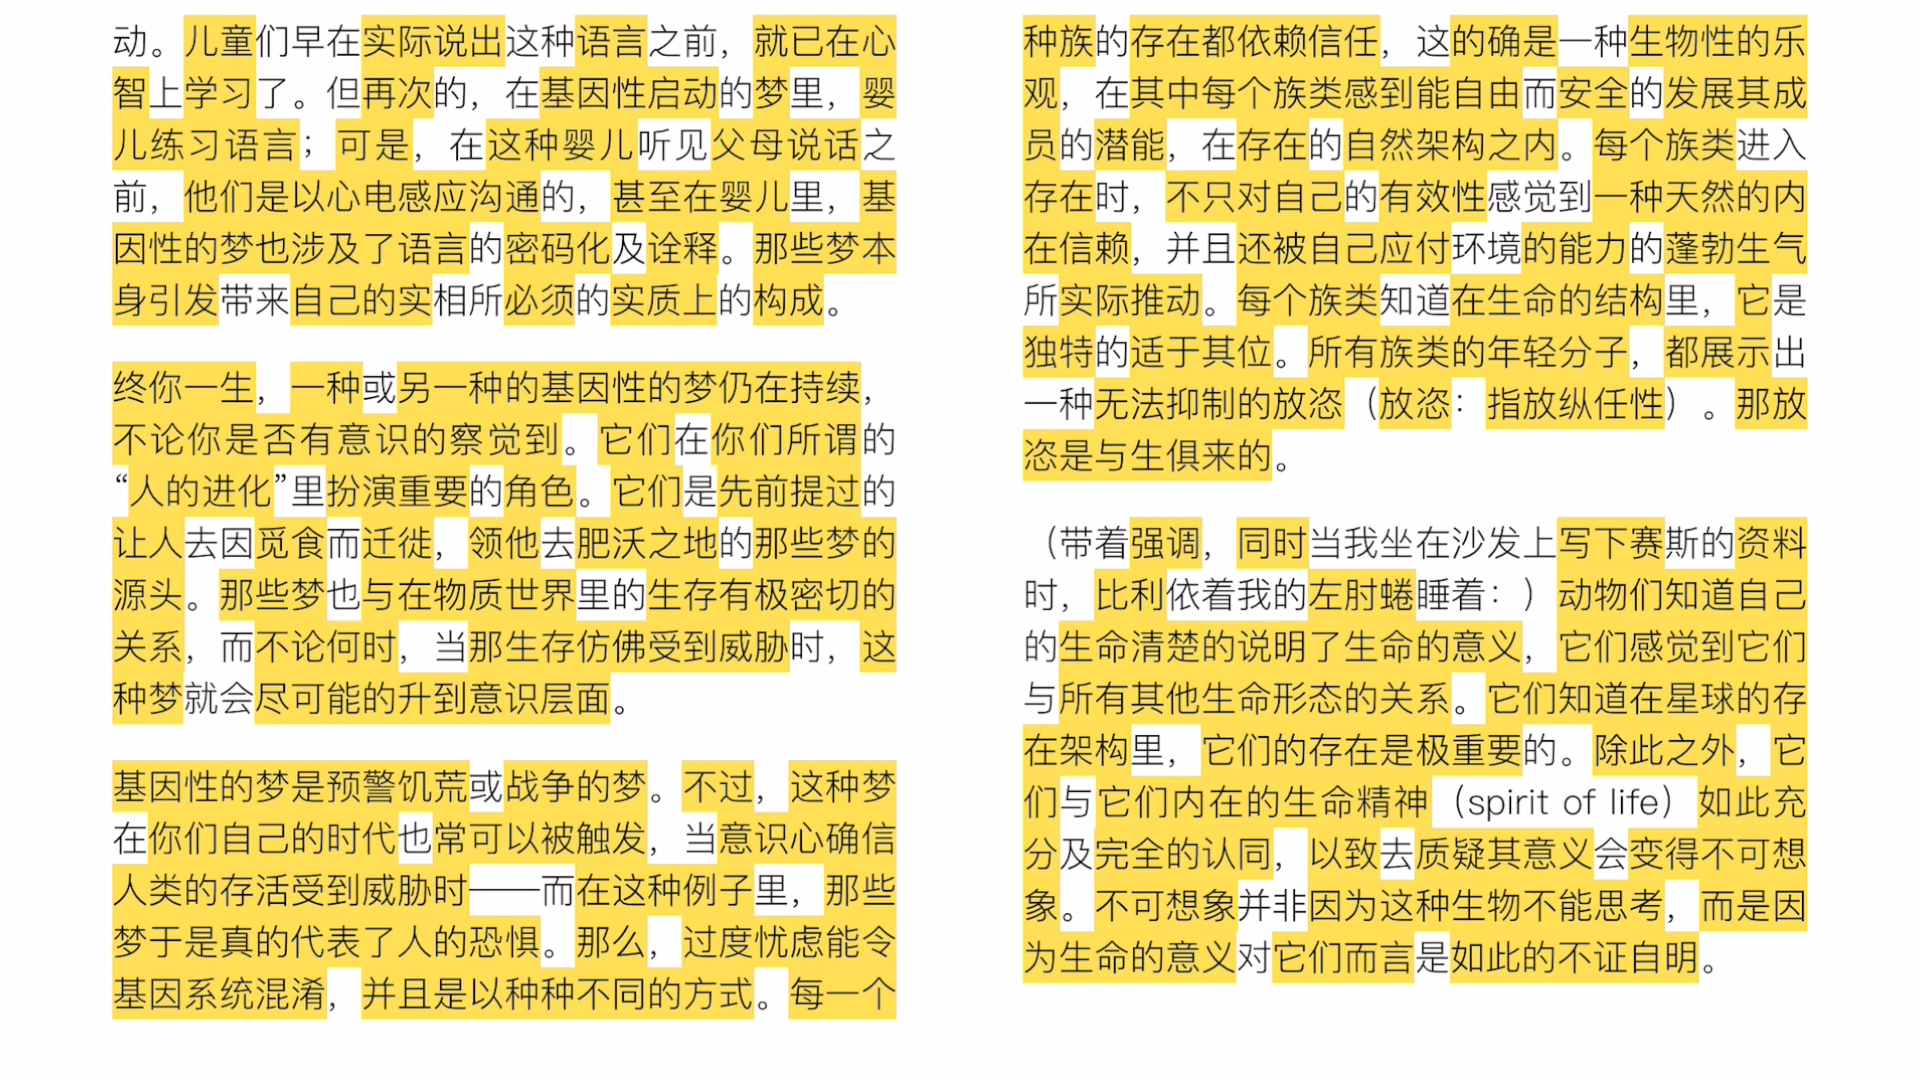 动。儿童们早在实际说出这种语言之前，就已在心
智上学习了。但再次的，在基因性启动的梦里，婴
儿练习语言；可是，在这种婴儿听见父母说话之
前，他们是以心电感应沟通的，甚至在婴儿里，基
因性的梦也涉及了语言的密码化及诠释。那些梦本
身引发带来自己的实相所必须的实质上的构成。
终你一生，一种或另一种的基因性的梦仍在持续，
不论你是否有意识的察觉到。它们在你们所谓的
“人的进化”里扮演重要的角色。它们是先前提过的
让人去因觅食而迁徙，领他去肥沃之地的那些梦的
源头。那些梦也与在物质世界里的生存有极密切的
关系，而不论何时，当那生存仿佛受到威胁时，这
种梦就会尽可能的升到意识层面。
基因性的梦是预警饥荒或战争的梦。不过，这种梦
在你们自己的时代也常可以被触发，当意识心确信
人类的存活受到威胁时——而在这种例子里，那些
梦于是真的代表了人的恐惧。那么，过度忧虑能令
基因系统混淆，并且是以种种不同的方式。每一个
种族的存在都依赖信任，这的确是一种生物性的乐
观，在其中每个族类感到能自由而安全的发展其成
员的潜能，在存在的自然架构之内。每个族类进入
存在时，不只对自己的有效性感觉到一种天然的内
在信赖，并且还被自己应付环境的能力的蓬勃生气
所实际推动。每个族类知道在生命的结构里，它是
独特的适于其位。所有族类的年轻分子，都展示出
一种无法抑制的放恣（放恣：指放纵任性）。那放
恣是与生俱来的。
（带着强调，同时当我坐在沙发上写下赛斯的资料
时，比利依着我的左肘蜷睡着：）动物们知道自己
的生命清楚的说明了生命的意义，它们感觉到它们
与所有其他生命形态的关系。它们知道在星球的存
在架构里，它们的存在是极重要的。除此之外，它
们与它们内在的生命精神（spirit of life）如此充
分及完全的认同，以致去质疑其意义会变得不可想
象。不可想象并非因为这种生物不能思考，而是因
为生命的意义对它们而言是如此的不证自明。